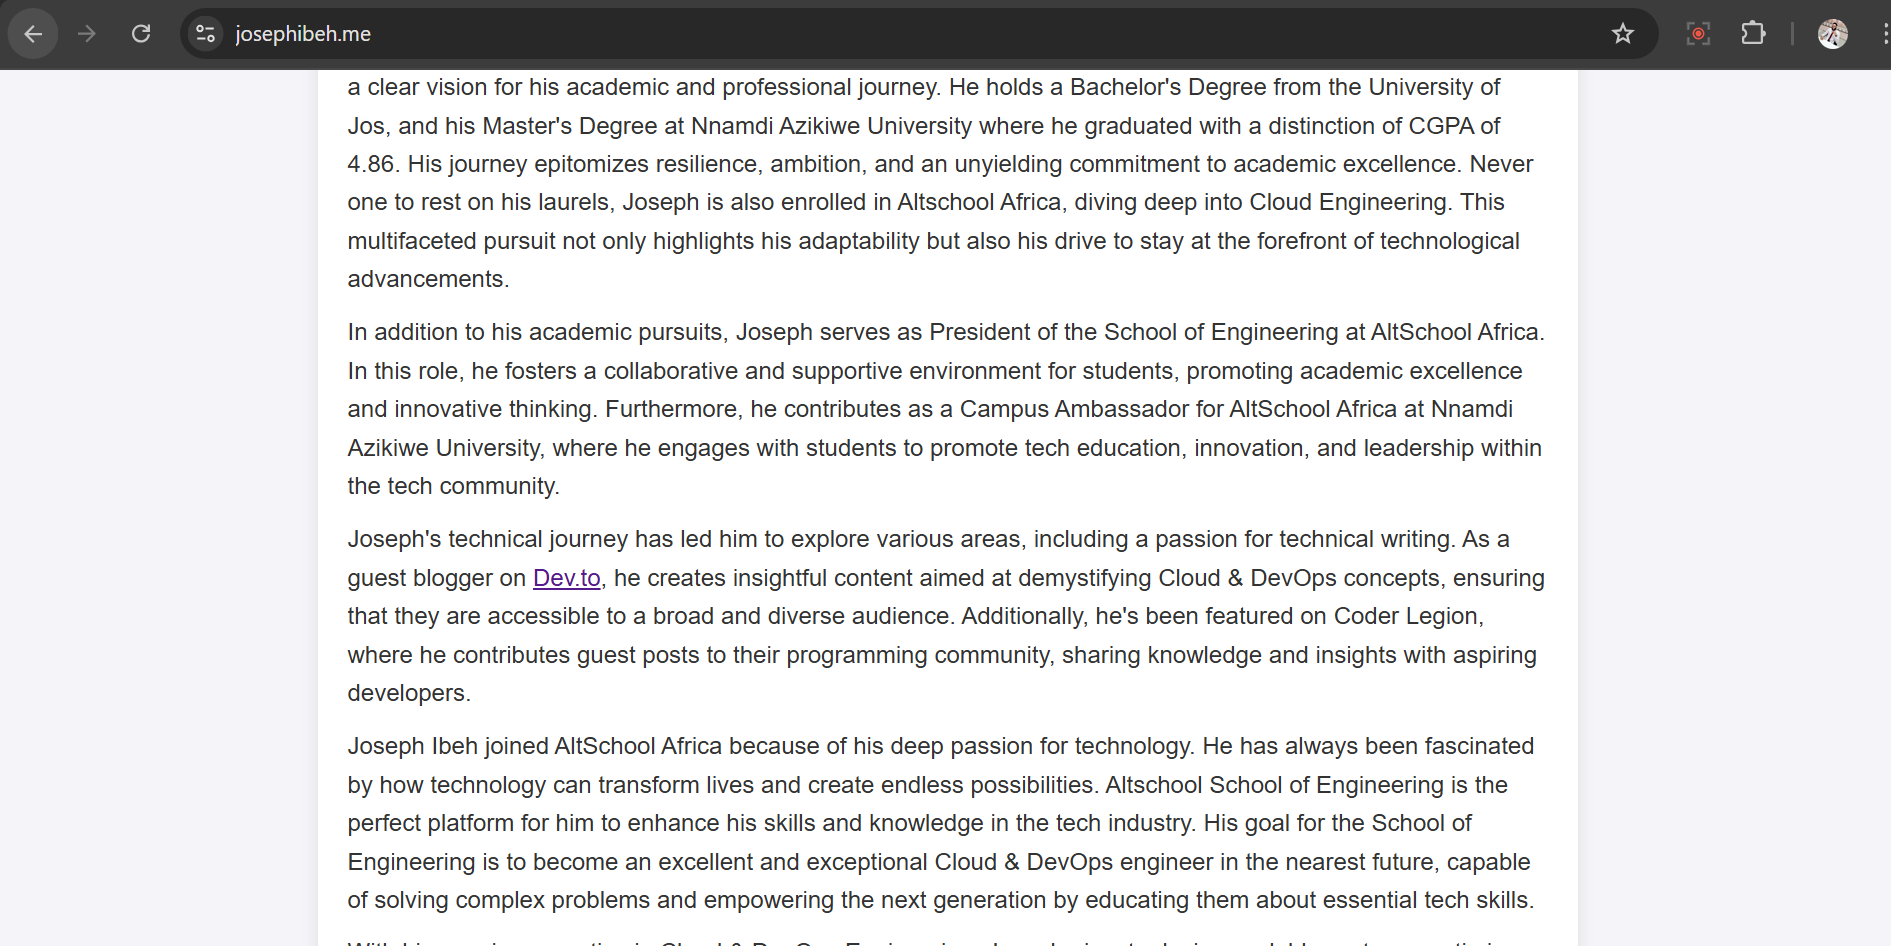 josephibeh.me
a clear vision for his academic and professional journey. He holds a Bachelor's Degree from the University of
Jos, and his Master's Degree at Nnamdi Azikiwe University where he graduated with a distinction of CGPA of
4.86. His journey epitomizes resilience, ambition, and an unyielding commitment to academic excellence. Never
one to rest on his laurels, Joseph is also enrolled in Altschool Africa, diving deep into Cloud Engineering. This
multifaceted pursuit not only highlights his adaptability but also his drive to stay at the forefront of technological
advancements.
In addition to his academic pursuits, Joseph serves as President of the School of Engineering at AltSchool Africa.
In this role, he fosters a collaborative and supportive environment for students, promoting academic excellence
and innovative thinking. Furthermore, he contributes as a Campus Ambassador for AltSchool Africa at Nnamdi
Azikiwe University, where he engages with students to promote tech education, innovation, and leadership within
the tech community.
Joseph's technical journey has led him to explore various areas, including a passion for technical writing. As a
guest blogger on Dev.to, he creates insightful content aimed at demystifying Cloud & DevOps concepts, ensuring
that they are accessible to a broad and diverse audience. Additionally, he's been featured on Coder Legion,
where he contributes guest posts to their programming community, sharing knowledge and insights with aspiring
developers.
Joseph Ibeh joined AltSchool Africa because of his deep passion for technology. He has always been fascinated
by how technology can transform lives and create endless possibilities. Altschool School of Engineering is the
perfect platform for him to enhance his skills and knowledge in the tech industry. His goal for the School of
Engineering is to become an excellent and exceptional Cloud & DevOps engineer in the nearest future, capable
of solving complex problems and empowering the next generation by educating them about essential tech skills.